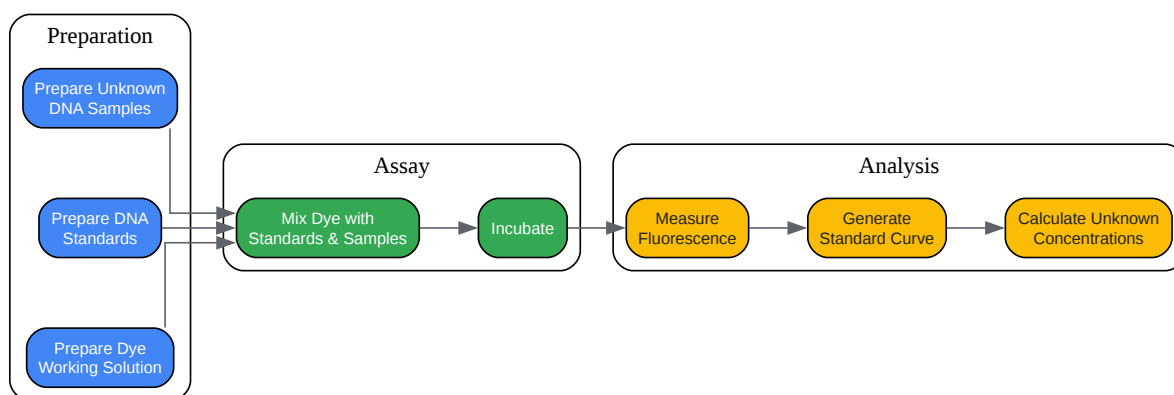 Preparation
Prepare Unknown
DNA Samples
Prepare DNA
Standards
Prepare Dye
Working Solution
Assay
Mix Dye with
Standards & Samples
Incubate
Analysis
Measure
Fluorescence
Generate
Standard Curve
Calculate Unknown
Concentrations